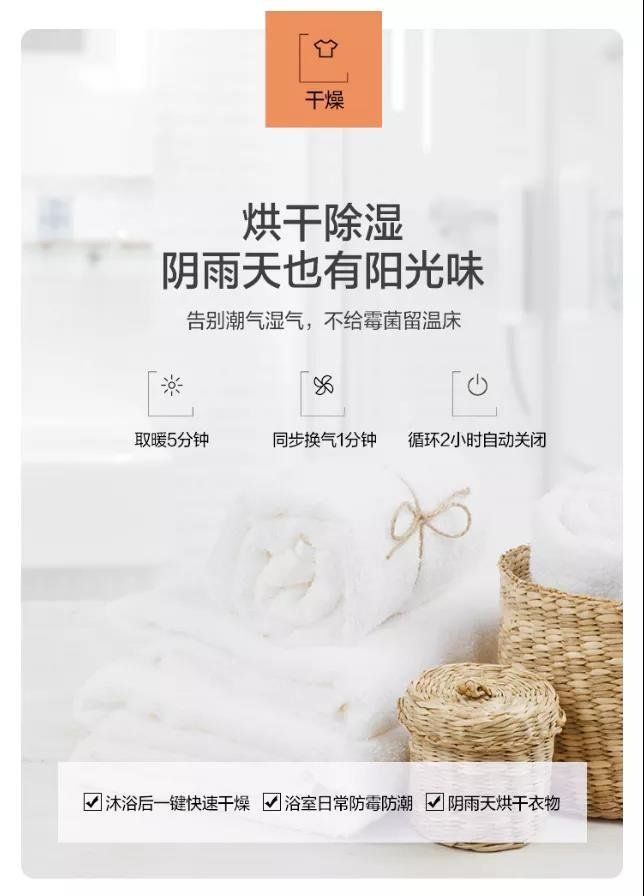 干燥
烘干除湿
阴雨天也有阳光味
告别潮气湿气，不给霉菌留温床
取暖5分钟 同步换气1分钟 循环2小时自动关闭
沐浴后一键快速干燥 浴室日常防霉防潮 阴雨天烘干衣物